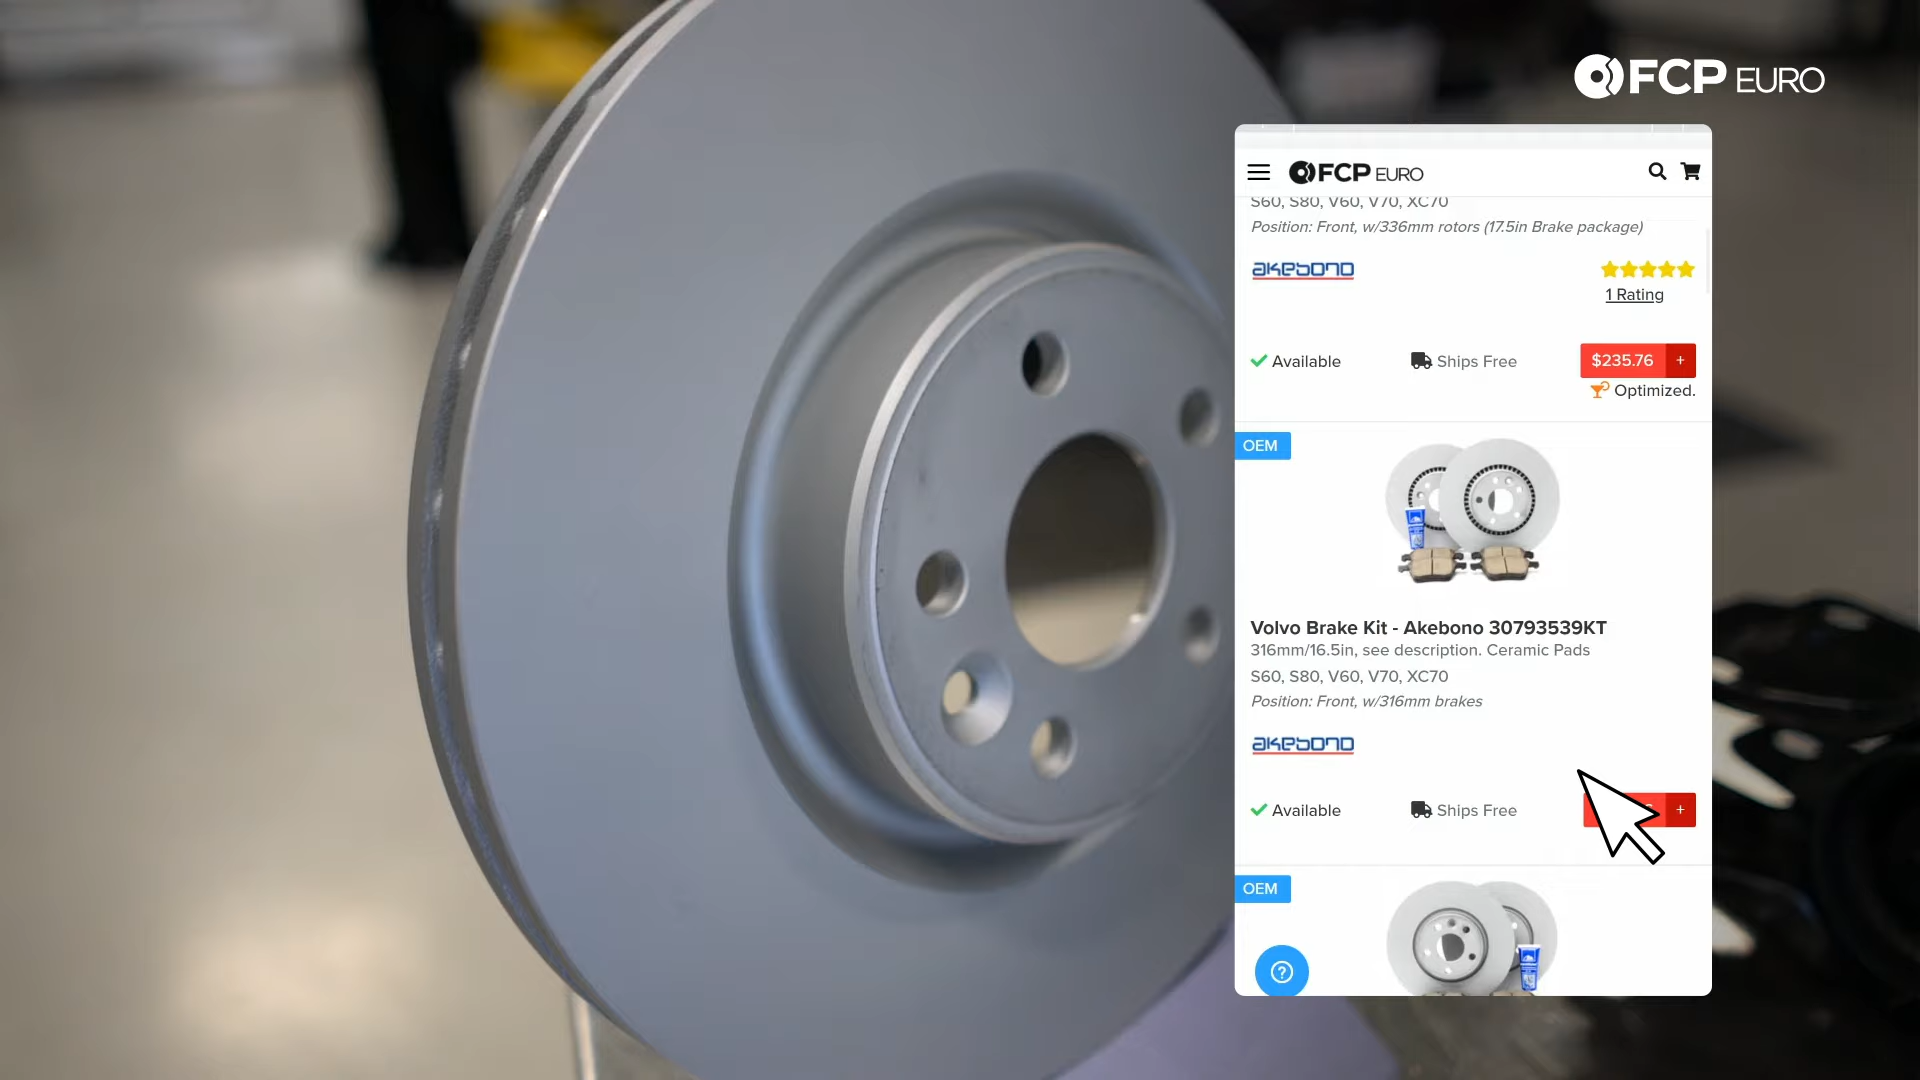 FCP EURO
FCP EURO
S60, S80, V60, V70, XC70
Position: Front, w/336mm rotors (17.5in Brake package)
akebono
1 Rating
Available
Ships Free
$235.76 +
Optimized.
OEM
Volvo Brake Kit - Akebono 30793539KT
316mm/16.5in, see description. Ceramic Pads
S60, S80, V60, V70, XC70
Position: Front, w/316mm brakes
akebono
Available
Ships Free
+
OEM
?